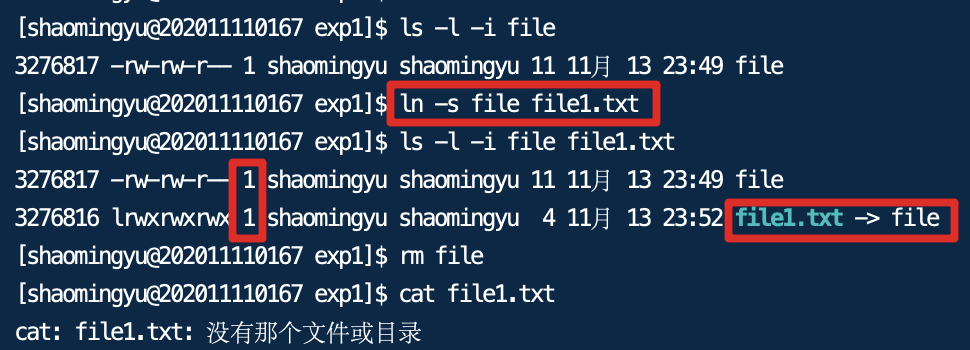 [shaomingyu@202011110167 exp1]$ ls -l -i file
3276817 -rw-rw-r-- 1 shaomingyu shaomingyu 11 11月 13 23:49 file
[shaomingyu@202011110167 exp1]$ ln -s file file1.txt
[shaomingyu@202011110167 exp1]$ ls -l -i file file1.txt
3276817 -rw-rw-r-- 1 shaomingyu shaomingyu 11 11月 13 23:49 file
3276816 lrwxrwxrwx 1 shaomingyu shaomingyu  4 11月 13 23:52 file1.txt -> file
[shaomingyu@202011110167 exp1]$ rm file
[shaomingyu@202011110167 exp1]$ cat file1.txt
cat: file1.txt: 没有那个文件或目录